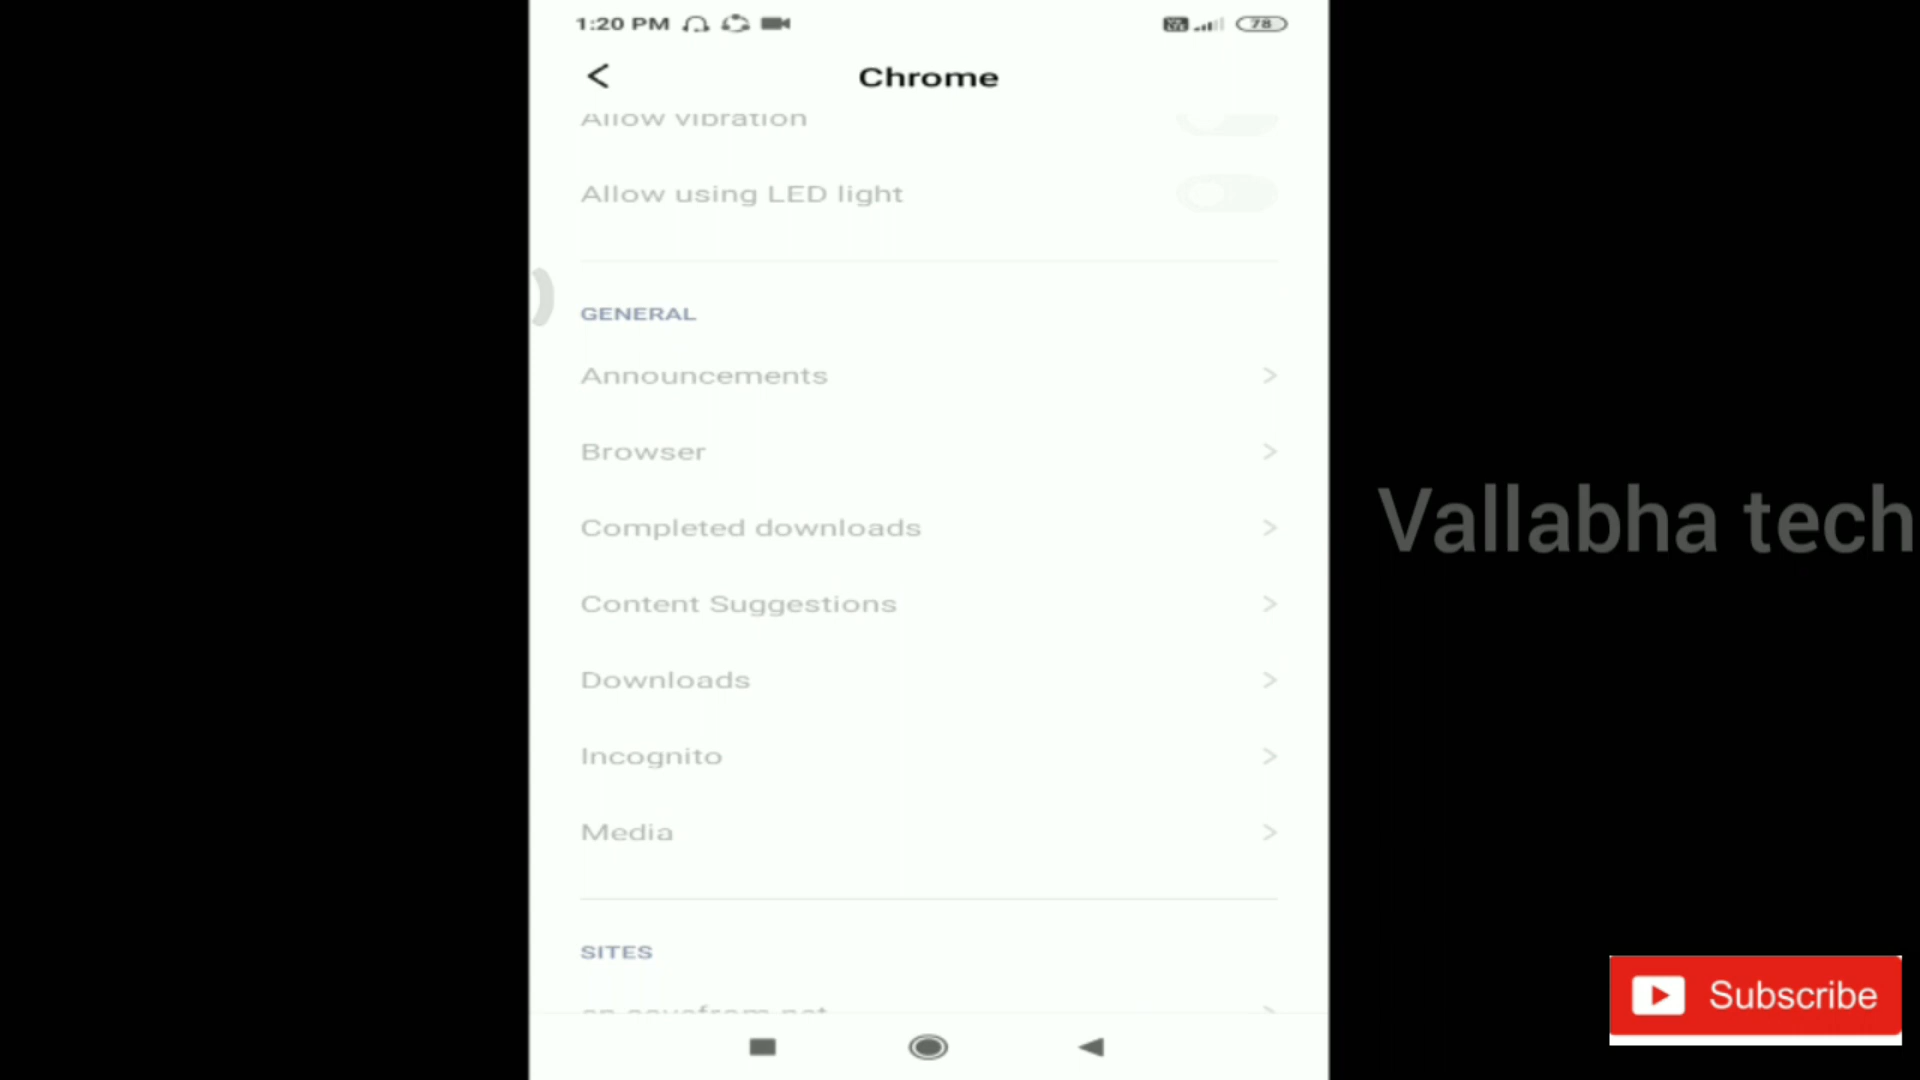 1:20 PM
78
Chrome
Allow vibration
Allow using LED light
GENERAL
Announcements
Browser
Completed downloads
Content Suggestions
Downloads
Incognito
Media
SITES
Vallabha tech
Subscribe